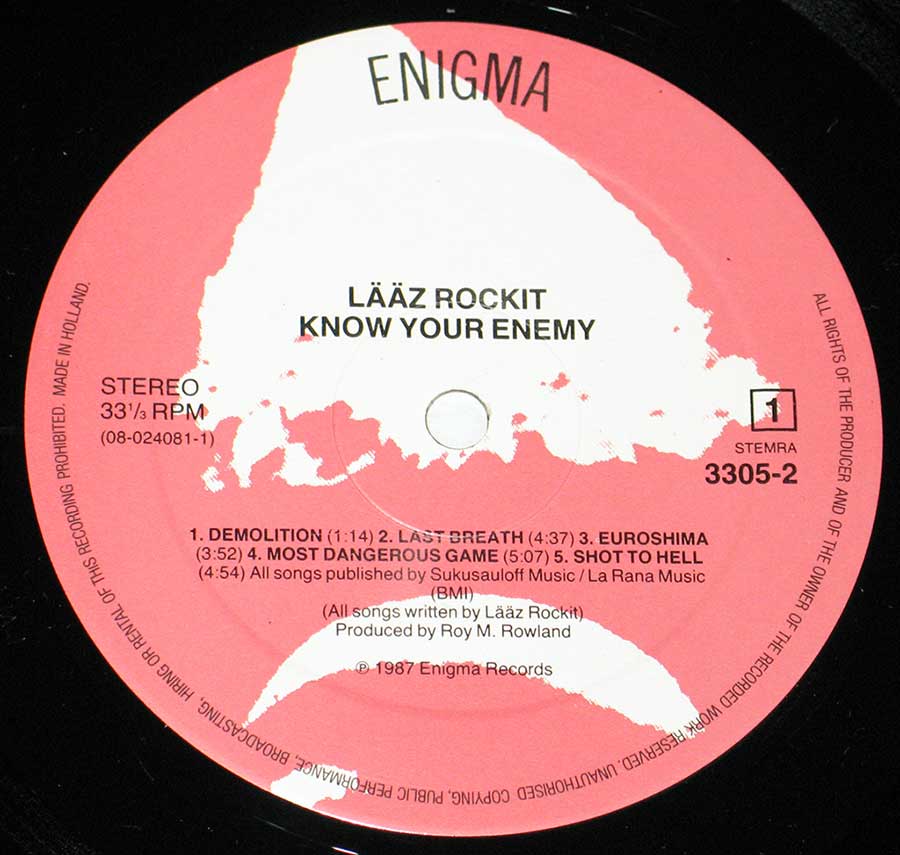 ENIGMA
LÄÄZ ROCKIT
KNOW YOUR ENEMY
STEREO
33 1/3 RPM
(08-024081-1)
1
STEMRA
3305-2
1. DEMOLITION (1:14) 2. LAST BREATH (4:37) 3. EUROSHIMA
(3:52) 4. MOST DANGEROUS GAME (5:07) 5. SHOT TO HELL
(4:54) All songs published by Sukusauloff Music / La Rana Music
(BMI)
(All songs written by Lääz Rockit)
Produced by Roy M. Rowland
℗ 1987 Enigma Records
ALL RIGHTS OF THE PRODUCER AND OF THE OWNER OF THE RECORDED WORK RESERVED. UNAUTHORISED COPYING, PUBLIC PERFORMANCE, BROADCASTING, HIRING OR RENTAL OF THIS RECORDING PROHIBITED. MADE IN HOLLAND.